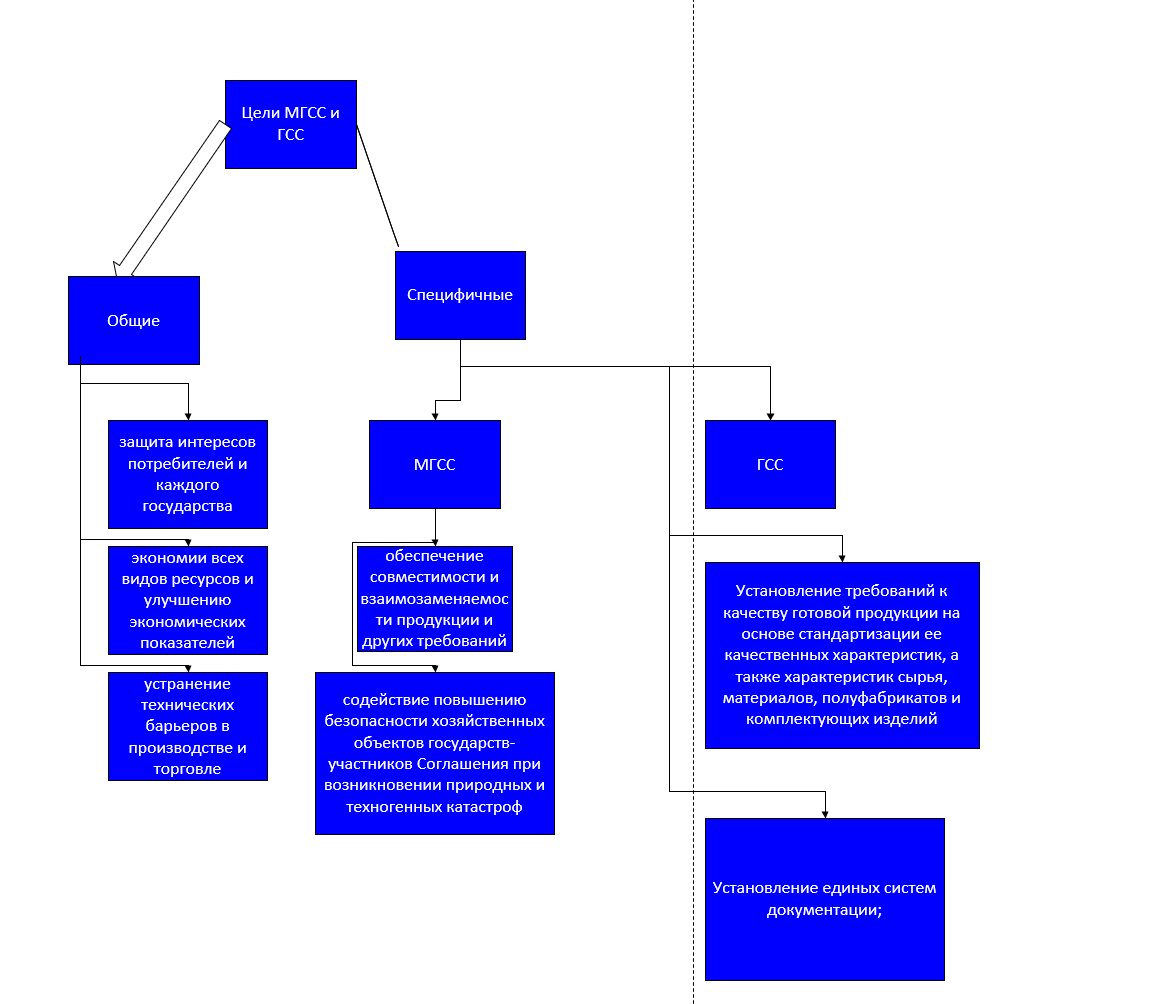 Цели МГСС и
ГСС
Общие
Специфичные
защита интересов
потребителей и
каждого
государства
экономии всех
видов ресурсов и
улучшению
экономических
показателей
устранение
технических
барьеров в
производстве и
торговле
МГСС
обеспечение
совместимости и
взаимозаменяемос
ти продукции и
других требований
содействие повышению
безопасности хозяйственных
объектов государств-
участников Соглашения при
возникновении природных и
техногенных катастроф
ГСС
Установление требований к
качеству готовой продукции на
основе стандартизации ее
качественных характеристик, а
также характеристик сырья,
материалов, полуфабрикатов и
комплектующих изделий
Установление единых систем
документации;